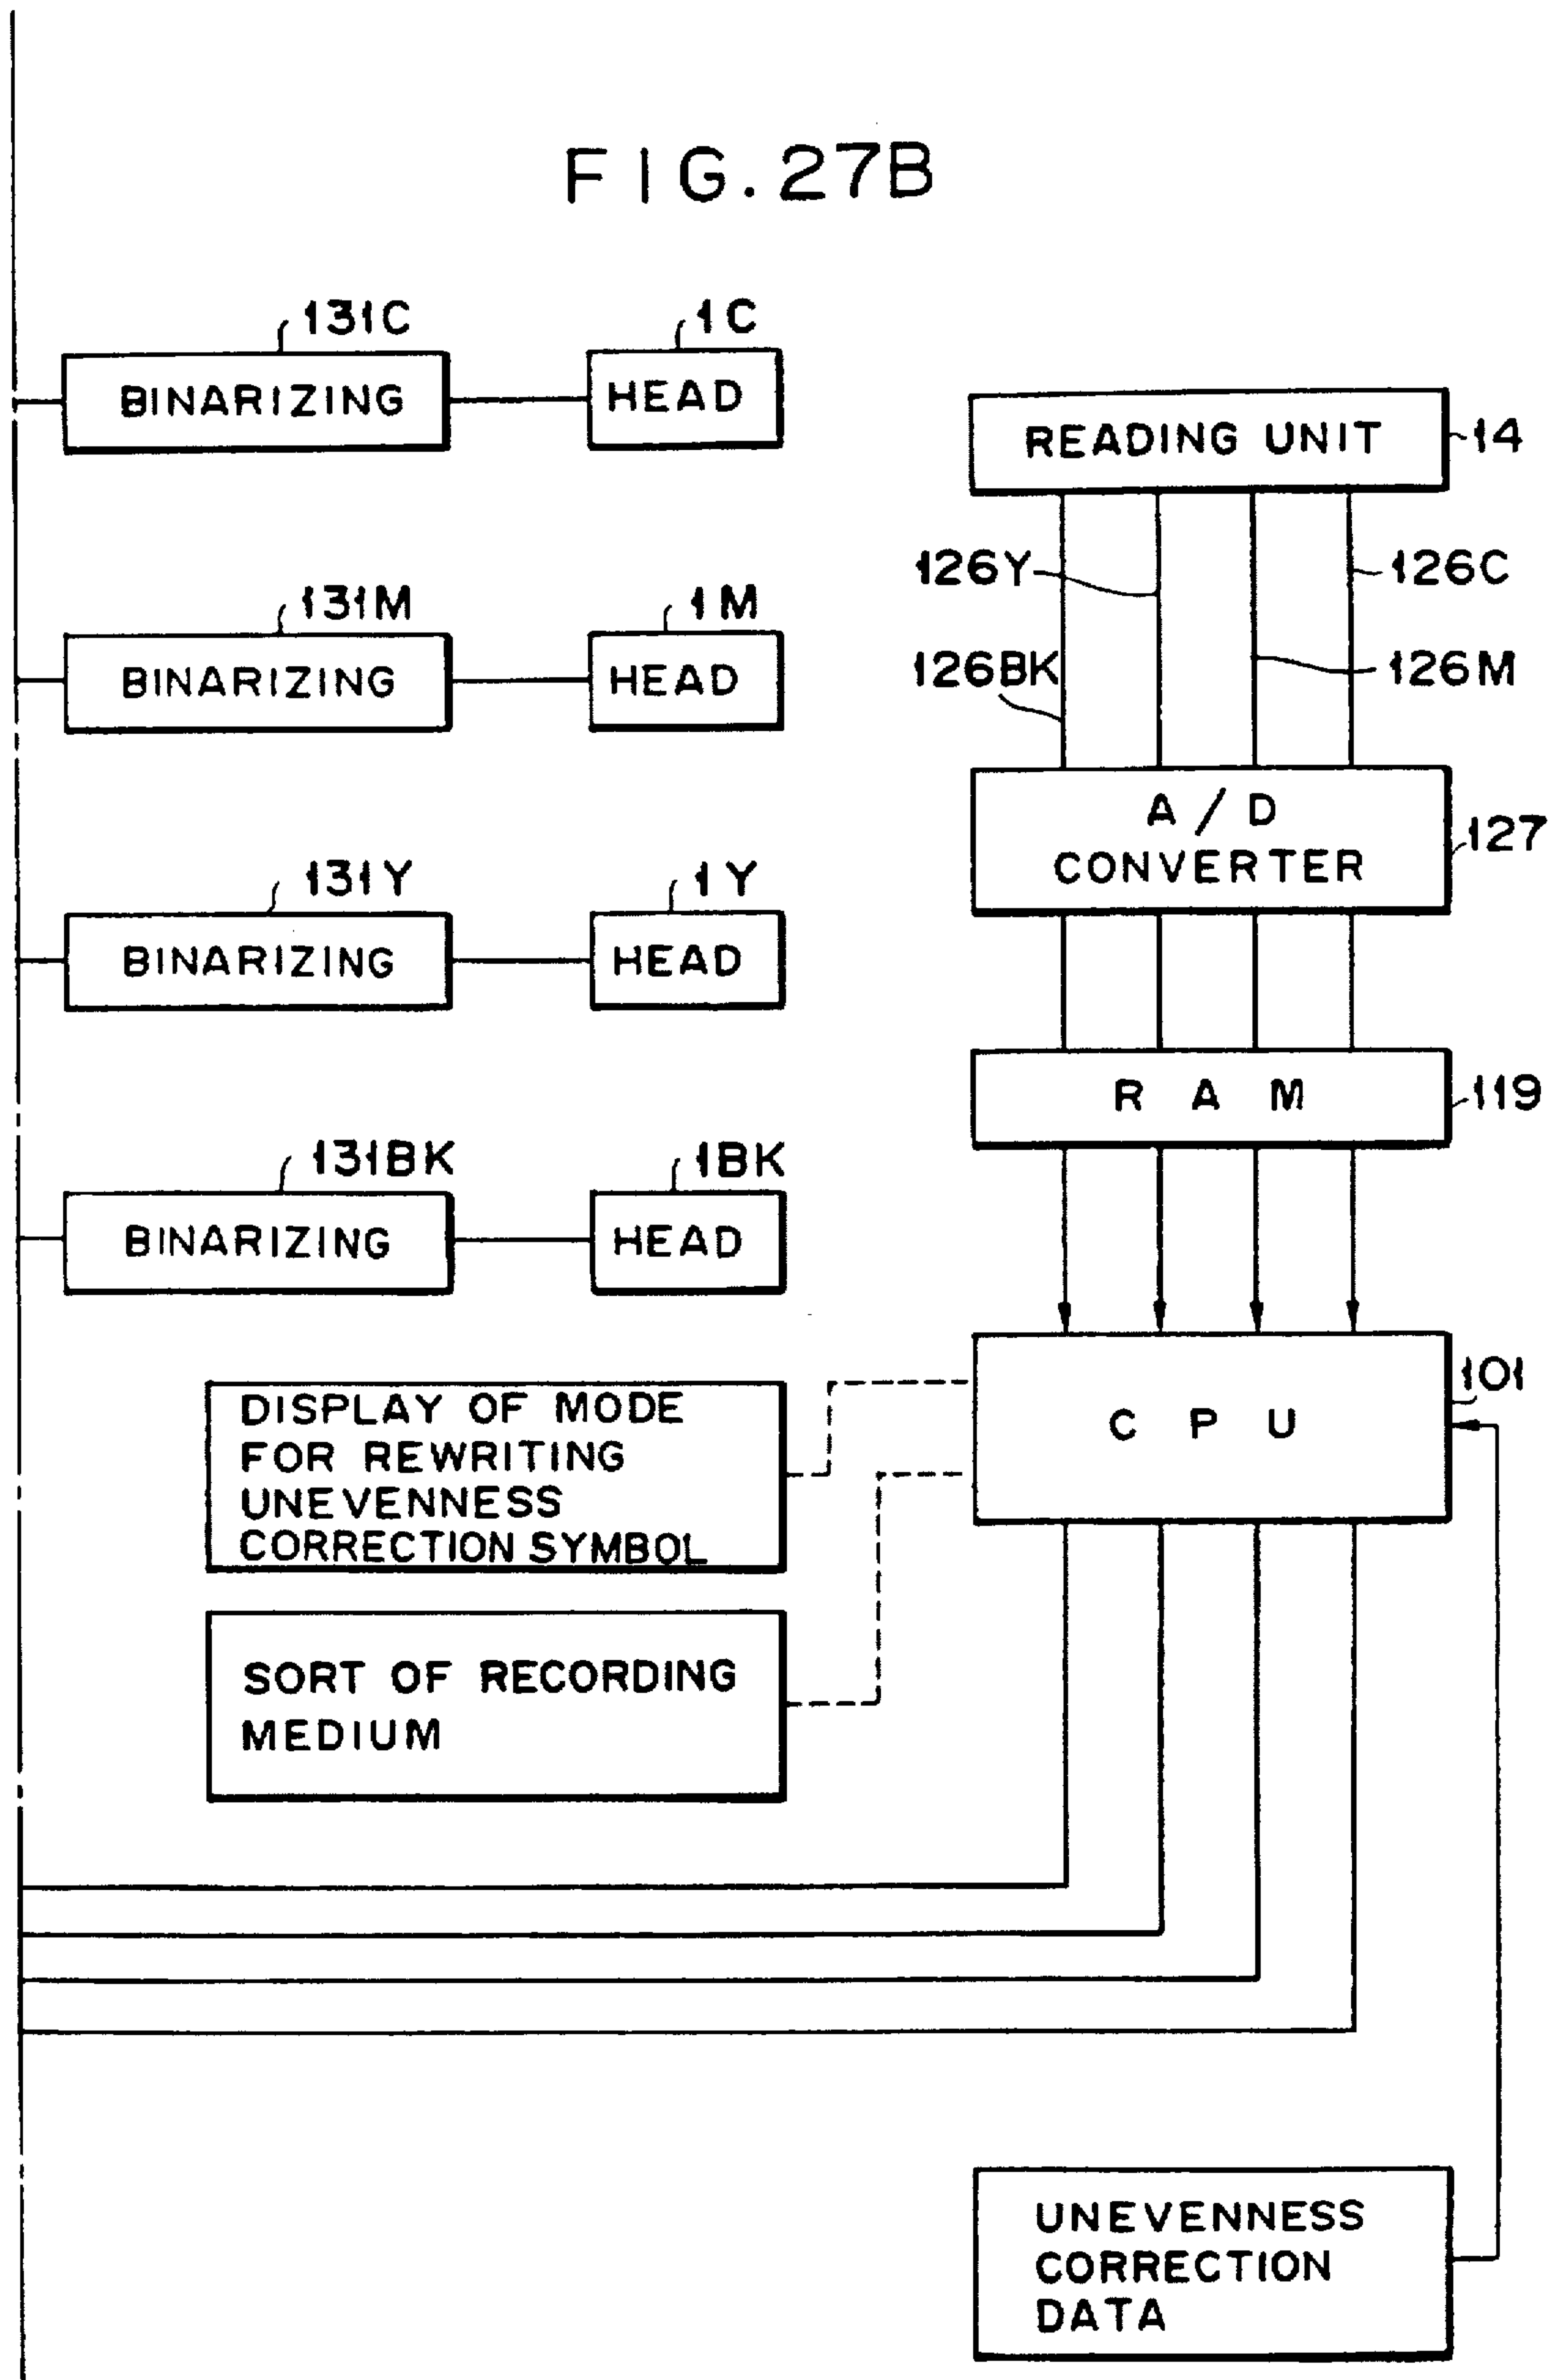 FIG. 27B
131C
1C
BINARIZING
HEAD
131M
1M
BINARIZING
HEAD
131Y
1Y
BINARIZING
HEAD
131BK
1BK
BINARIZING
HEAD
READING UNIT
14
126Y
126C
126BK
126M
A/D
CONVERTER
127
RAM
119
CPU
101
DISPLAY OF MODE
FOR REWRITING
UNEVENNESS
CORRECTION SYMBOL
SORT OF RECORDING
MEDIUM
UNEVENNESS
CORRECTION
DATA